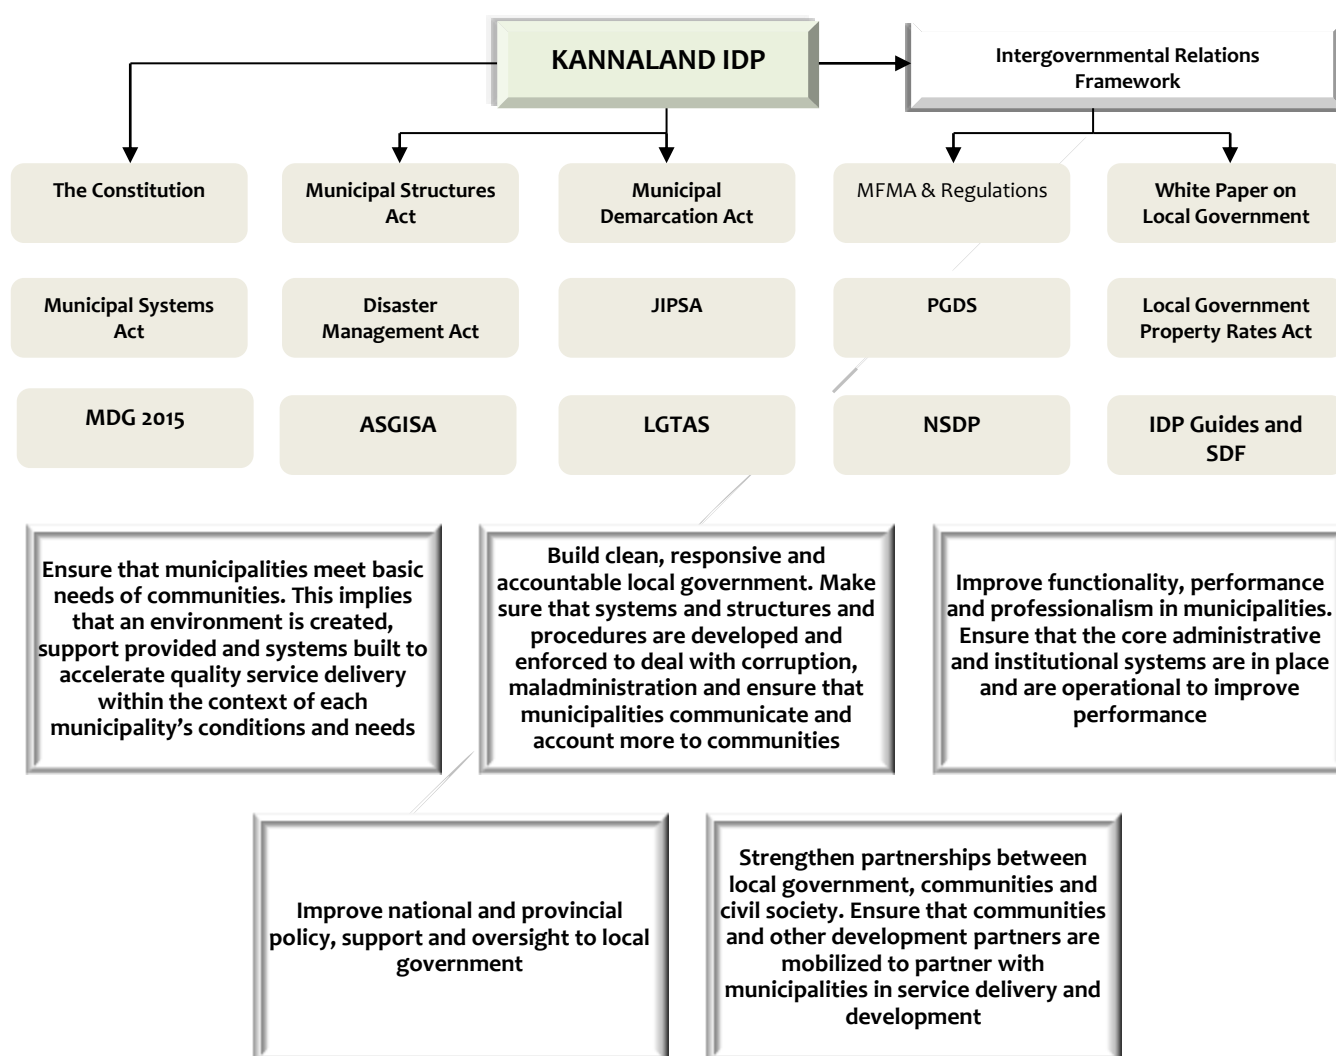 KANNALAND IDP
Intergovernmental Relations
Framework
The Constitution
Municipal Structures
Act
Municipal
Demarcation Act
MFMA & Regulations
White Paper on
Local Government
Municipal Systems
Act
Disaster
Management Act
JIPSA
PGDS
Local Government
Property Rates Act
MDG 2015
ASGISA
LGTAS
NSDP
IDP Guides and
SDF
Ensure that municipalities meet basic
needs of communities. This implies
that an environment is created,
support provided and systems built to
accelerate quality service delivery
within the context of each
municipality’s conditions and needs
Build clean, responsive and
accountable local government. Make
sure that systems and structures and
procedures are developed and
enforced to deal with corruption,
maladministration and ensure that
municipalities communicate and
account more to communities
Improve functionality, performance
and professionalism in municipalities.
Ensure that the core administrative
and institutional systems are in place
and are operational to improve
performance
Improve national and provincial
policy, support and oversight to local
government
Strengthen partnerships between
local government, communities and
civil society. Ensure that communities
and other development partners are
mobilized to partner with
municipalities in service delivery and
development